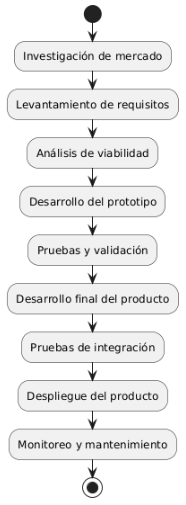 Investigación de mercado
Levantamiento de requisitos
Análisis de viabilidad
Desarrollo del prototipo
Pruebas y validación
Desarrollo final del producto
Pruebas de integración
Despliegue del producto
Monitoreo y mantenimiento